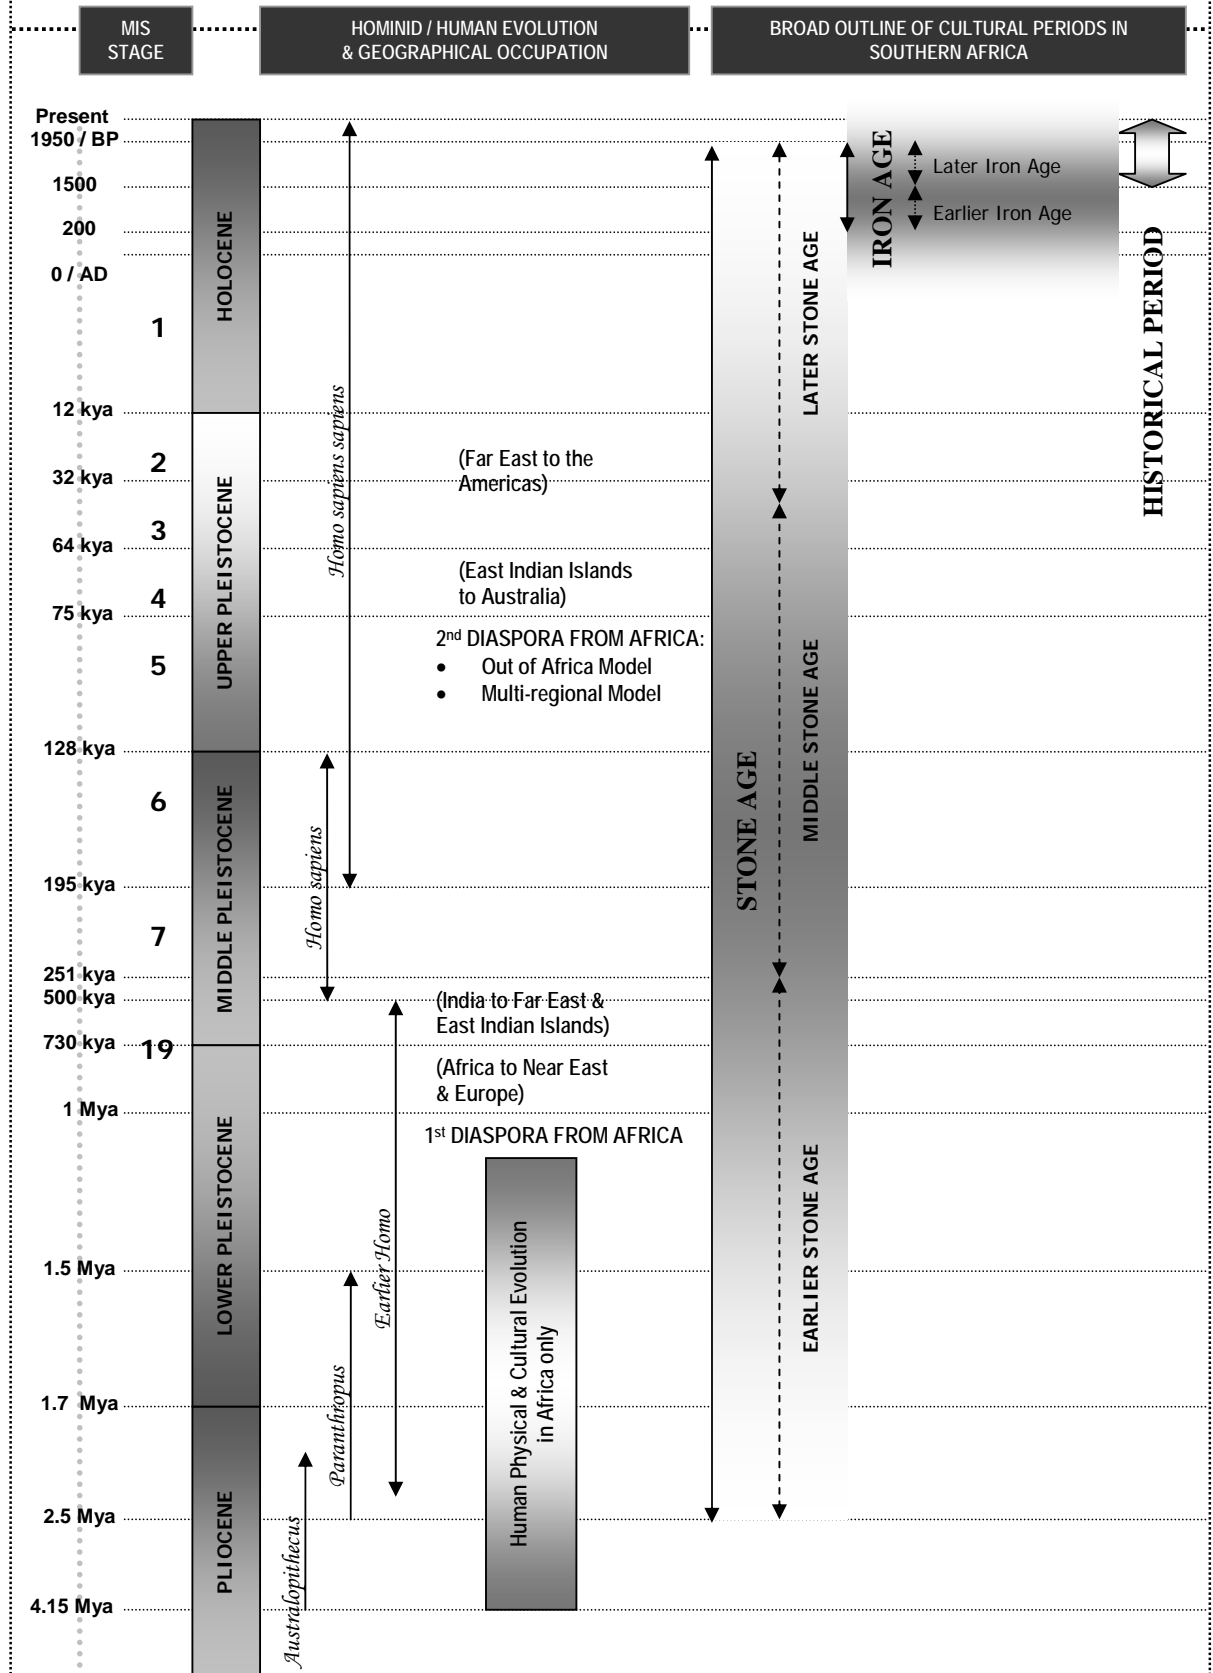 MIS
STAGE
HOMINID / HUMAN EVOLUTION
& GEOGRAPHICAL OCCUPATION
BROAD OUTLINE OF CULTURAL PERIODS IN
SOUTHERN AFRICA
Present
1950 / BP
1500
200
0 / AD
12 kya
32 kya
64 kya
75 kya
128 kya
195 kya
251 kya
500 kya
730 kya
1 Mya
1.5 Mya
1.7 Mya
2.5 Mya
4.15 Mya
1
2
3
4
5
6
7
19
HOLOCENE
UPPER PLEISTOCENE
MIDDLE PLEISTOCENE
LOWER PLEISTOCENE
PLIOCENE
Homo sapiens sapiens
Homo sapiens
Earlier Homo
Paranthropus
Australopithecus
(Far East to the
Americas)
(East Indian Islands
to Australia)
2nd DIASPORA FROM AFRICA:
• Out of Africa Model
• Multi-regional Model
(India to Far East &
East Indian Islands)
(Africa to Near East
& Europe)
1st DIASPORA FROM AFRICA
Human Physical & Cultural Evolution
in Africa only
STONE AGE
LATER STONE AGE
MIDDLE STONE AGE
EARLIER STONE AGE
IRON AGE
Later Iron Age
Earlier Iron Age
HISTORICAL PERIOD